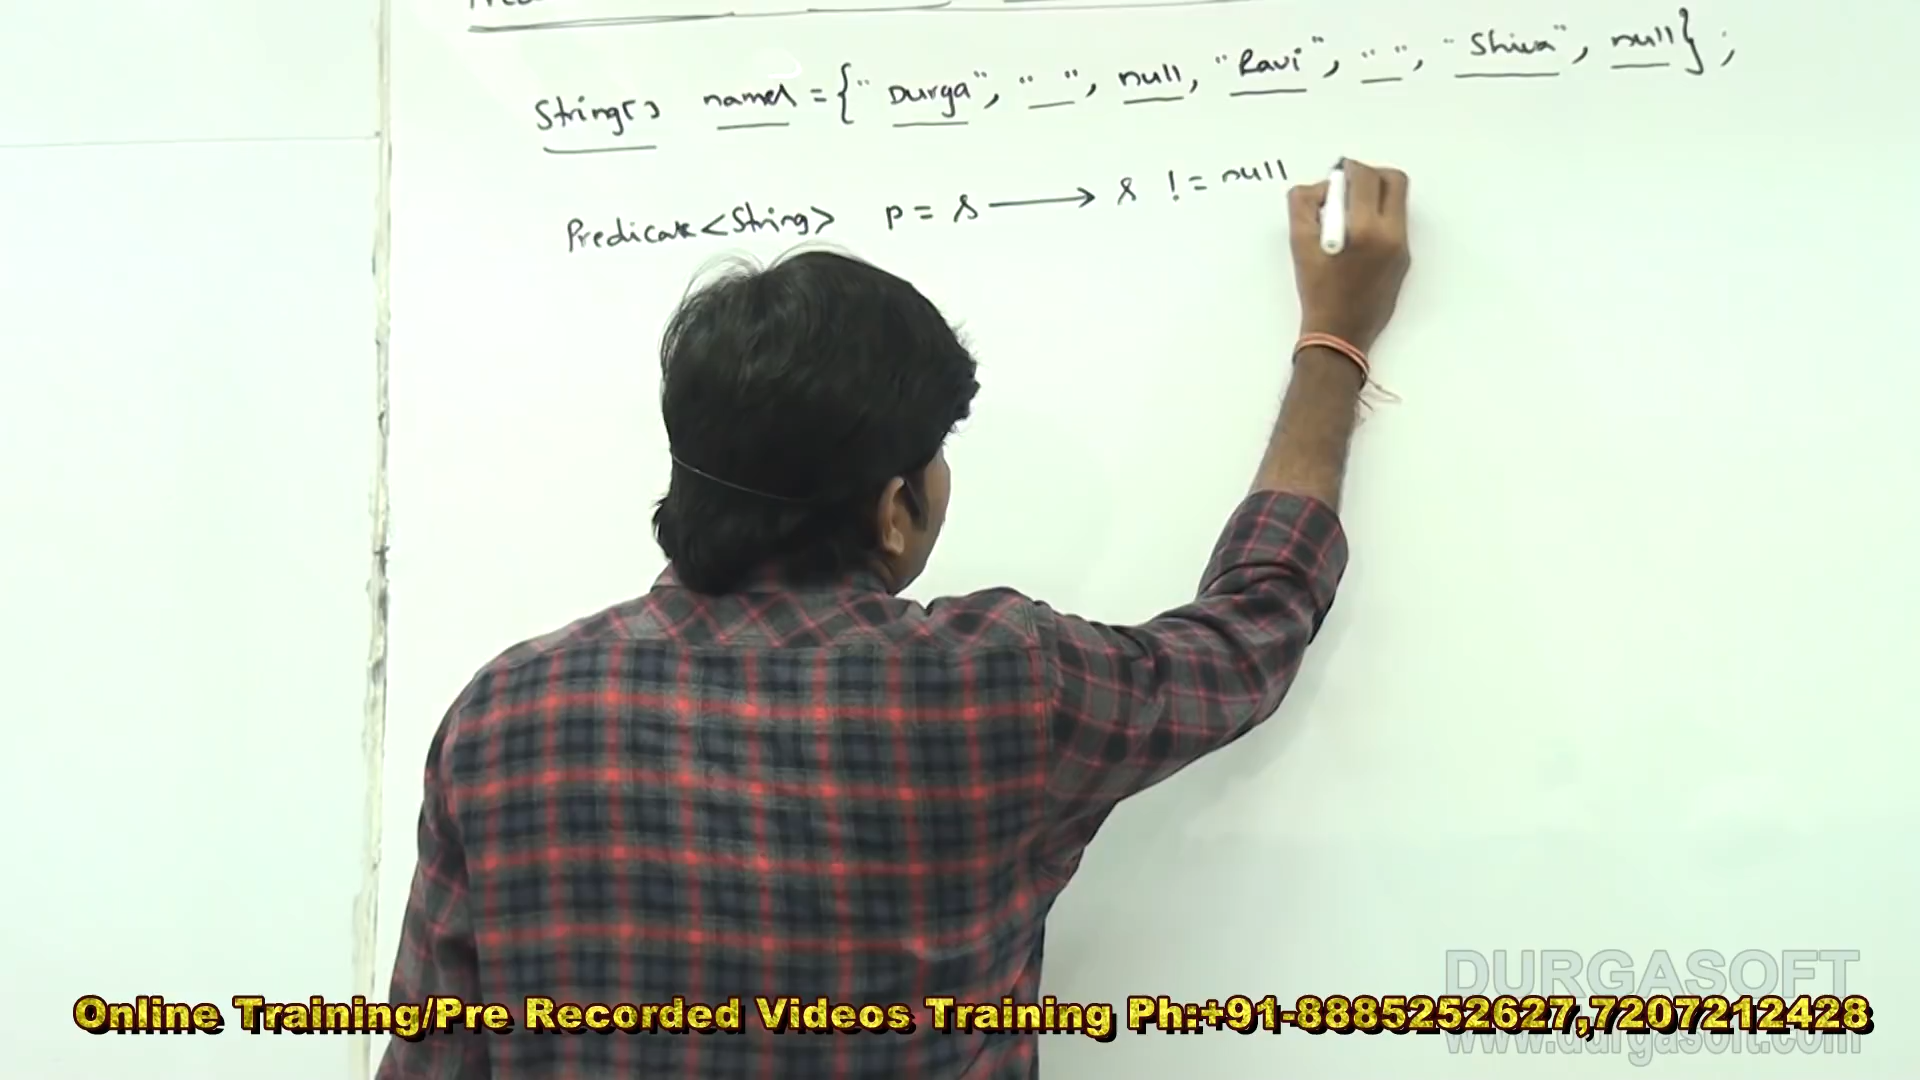 String[] names = {"Durga", " ", null, "Ravi", " ", "Shiva", null};
Predicate<String> p = s → s != null
DURGASOFT
Online Training/Pre Recorded Videos Training Ph:+91-8885252627,7207212428
www.durgasoft.com